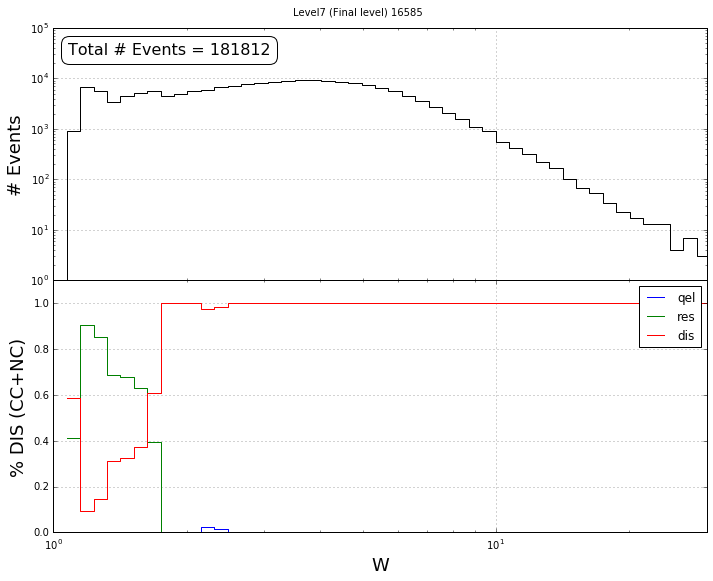 Level7 (Final level) 16585
10^5
Total # Events = 181812
10^4
10^3
10^2
10^1
10^0
# Events
qel
res
dis
1.0
0.8
0.6
0.4
0.2
0.0
% DIS (CC+NC)
10^0
10^1
W